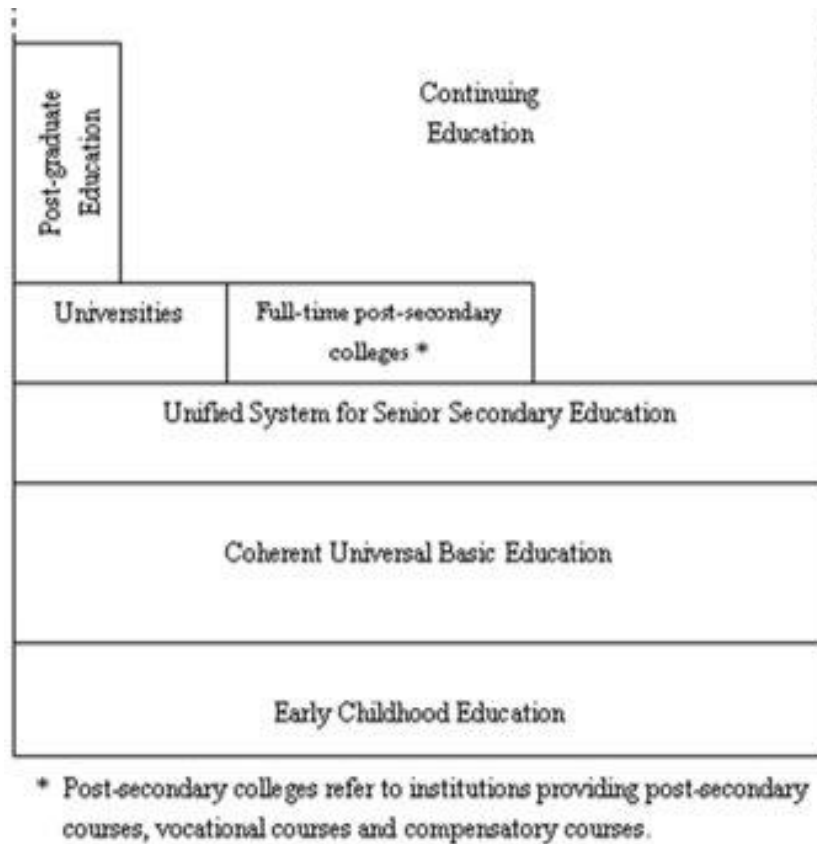 Post-graduate
Education
Continuing
Education
Universities
Full-time post-secondary
colleges *
Unified System for Senior Secondary Education
Coherent Universal Basic Education
Early Childhood Education
* Post-secondary colleges refer to institutions providing post-secondary
courses, vocational courses and compensatory courses.